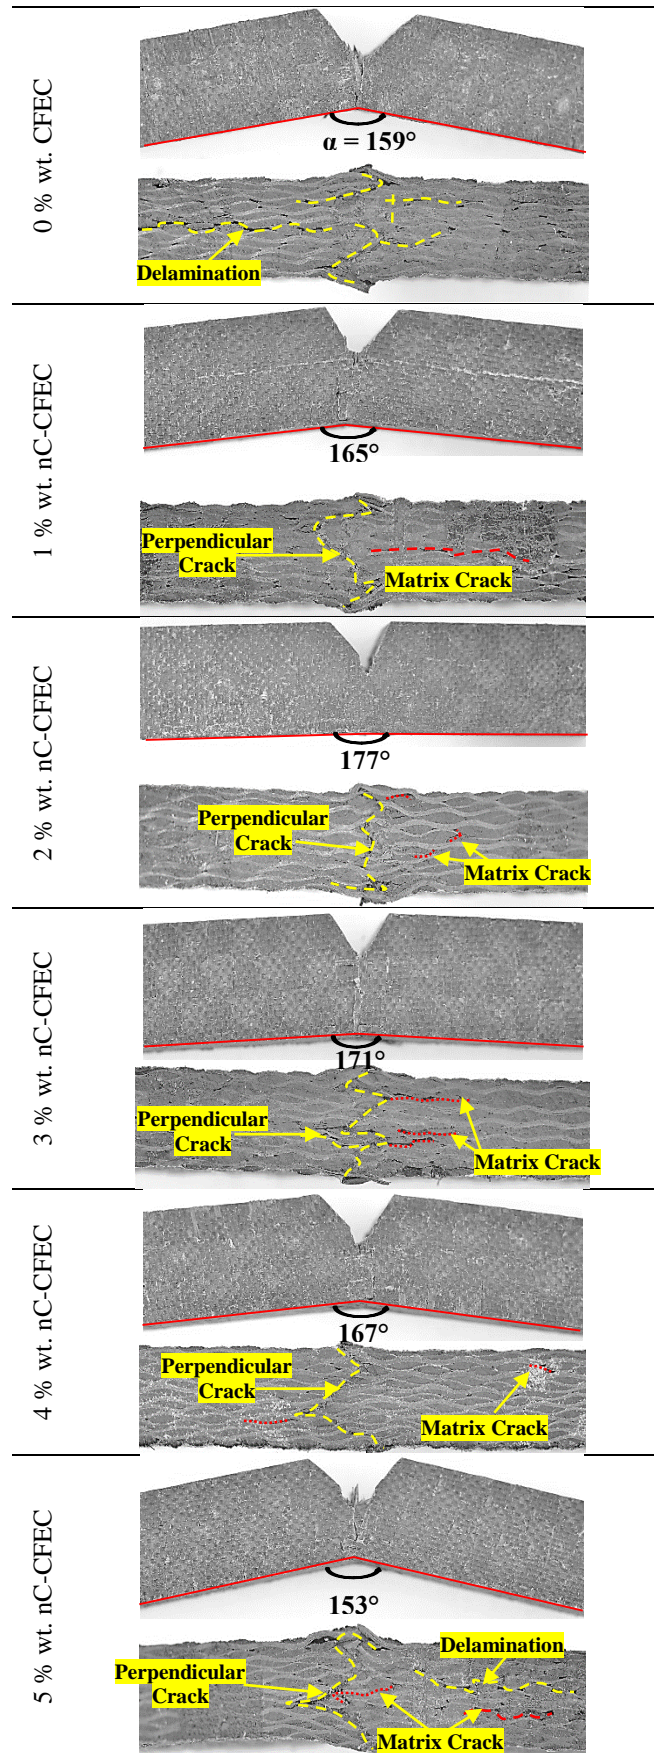 0 % wt. CFEC
α = 159°
Delamination
1 % wt. nC-CFEC
165°
Perpendicular
Crack
Matrix Crack
2 % wt. nC-CFEC
177°
Perpendicular
Crack
Matrix Crack
3 % wt. nC-CFEC
171°
Perpendicular
Crack
Matrix Crack
4 % wt. nC-CFEC
167°
Perpendicular
Crack
Matrix Crack
5 % wt. nC-CFEC
153°
Delamination
Perpendicular
Crack
Matrix Crack